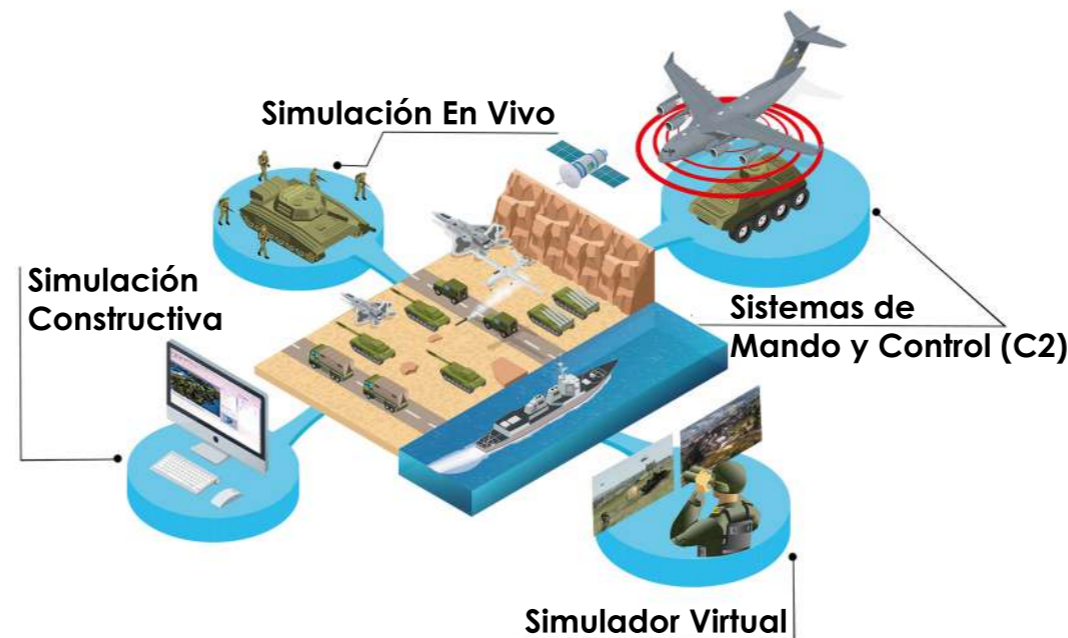 Simulación En Vivo
Simulación
Constructiva
Sistemas de
Mando y Control (C2)
Simulador Virtual